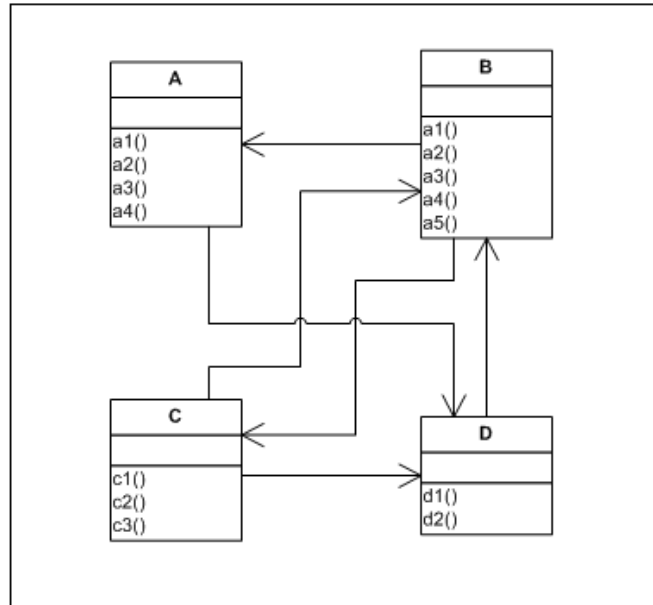 A
a1()
a2()
a3()
a4()
B
a1()
a2()
a3()
a4()
a5()
C
c1()
c2()
c3()
D
d1()
d2()